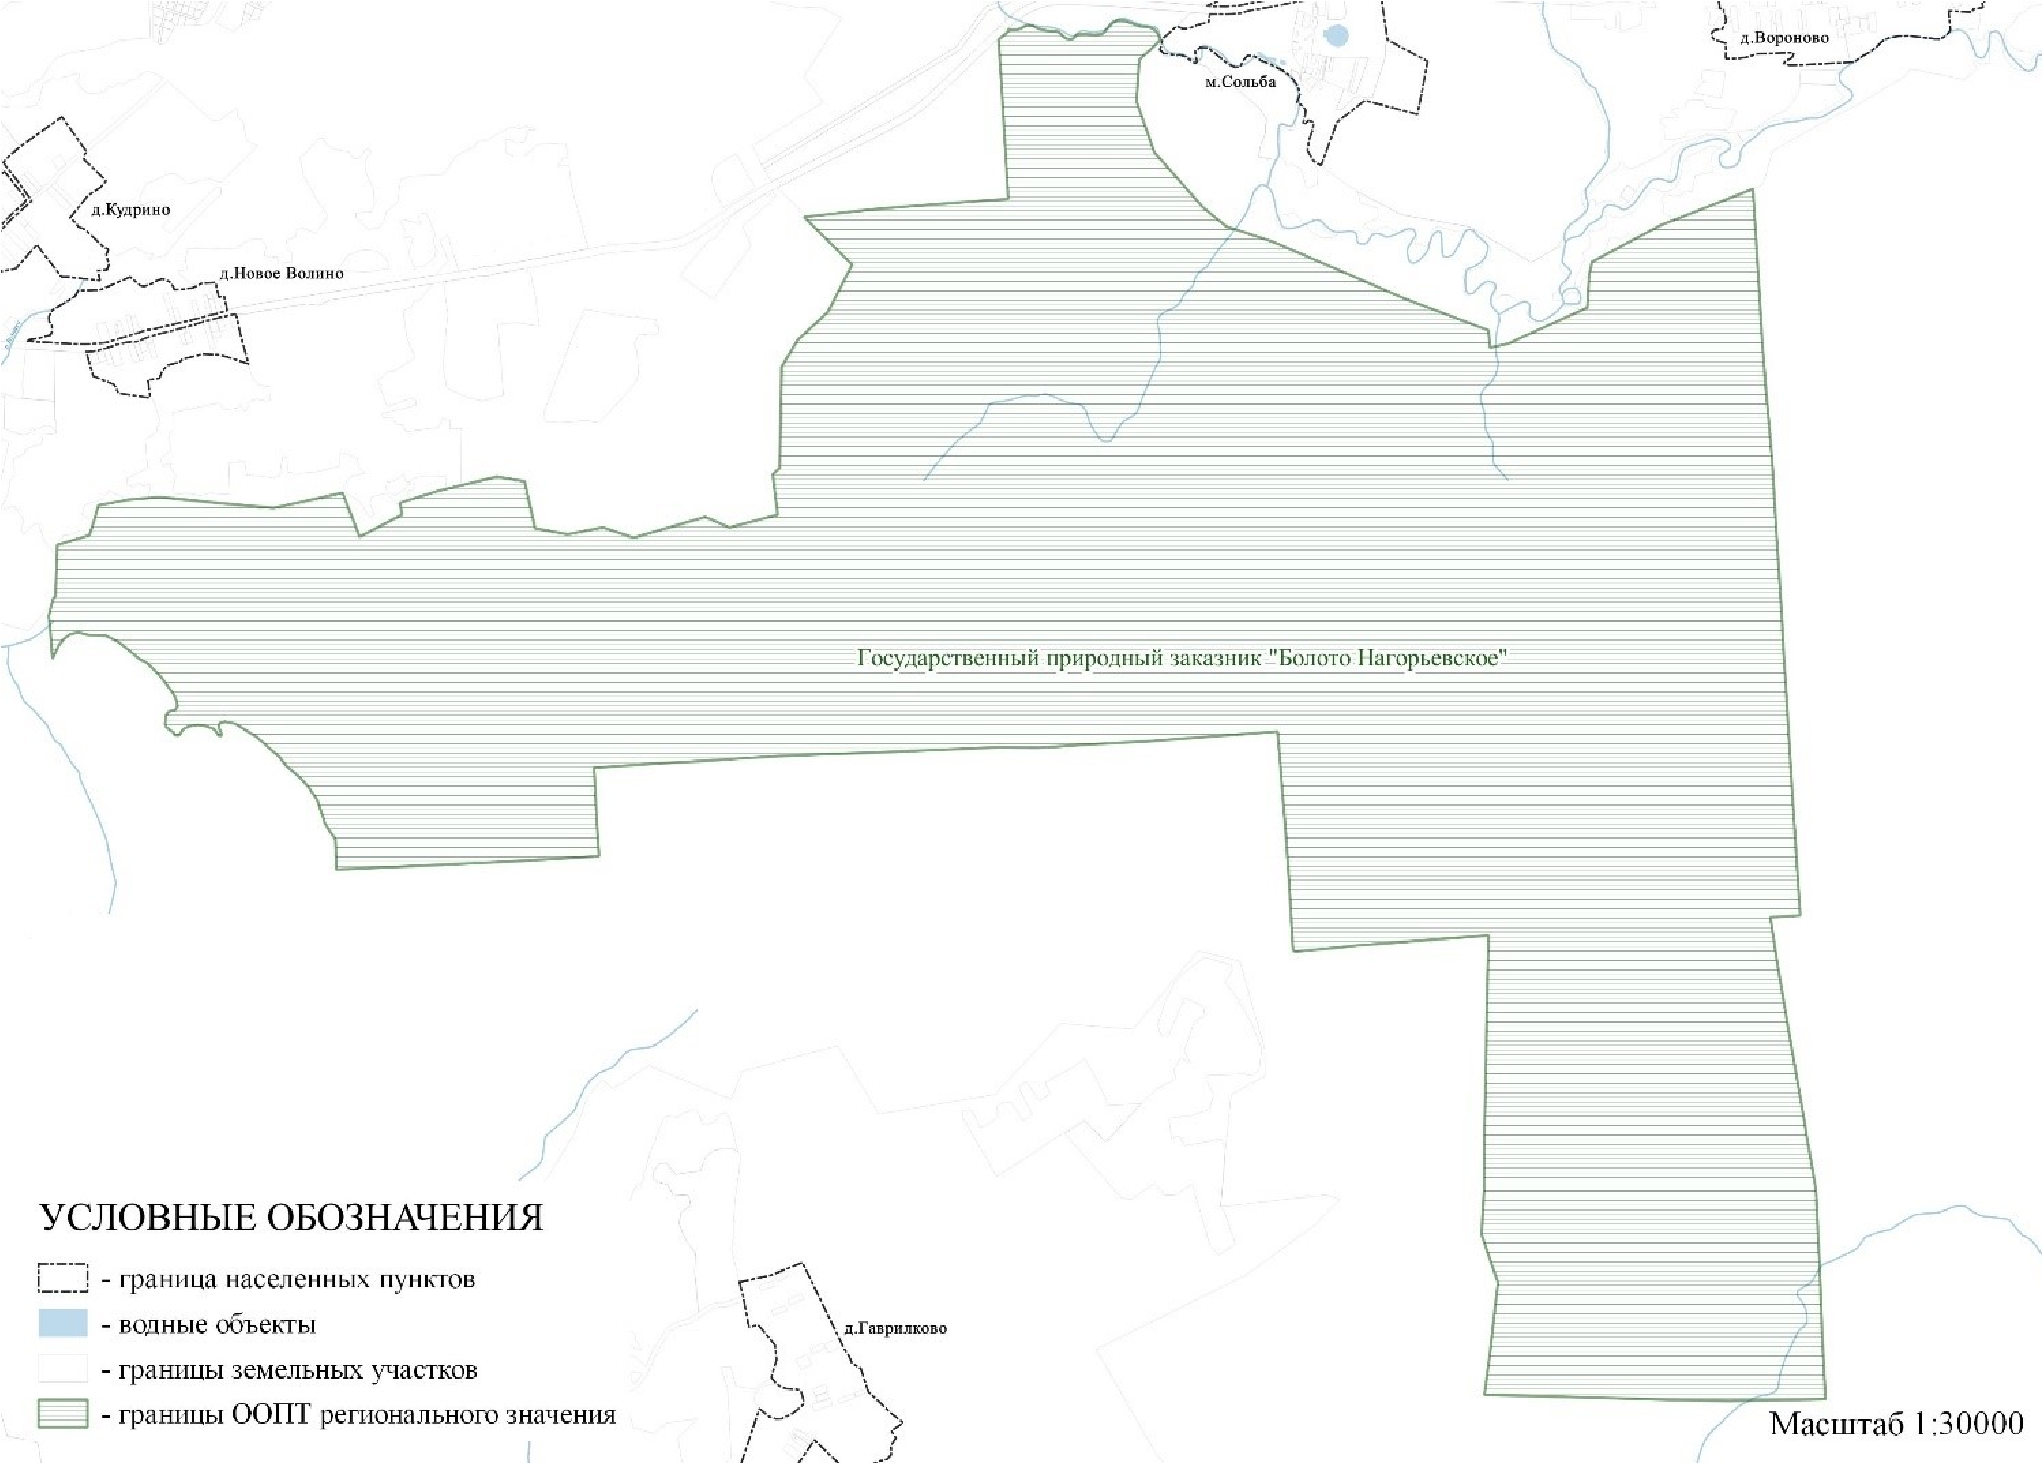 д.Вороново
м.Сольба
д.Кудрино
д.Новое Волино
Государственный природный заказник "Болото Нагорьевское"
УСЛОВНЫЕ ОБОЗНАЧЕНИЯ
- граница населенных пунктов
- водные объекты
- границы земельных участков
- границы ООПТ регионального значения
д.Гаврилково
Масштаб 1:30000